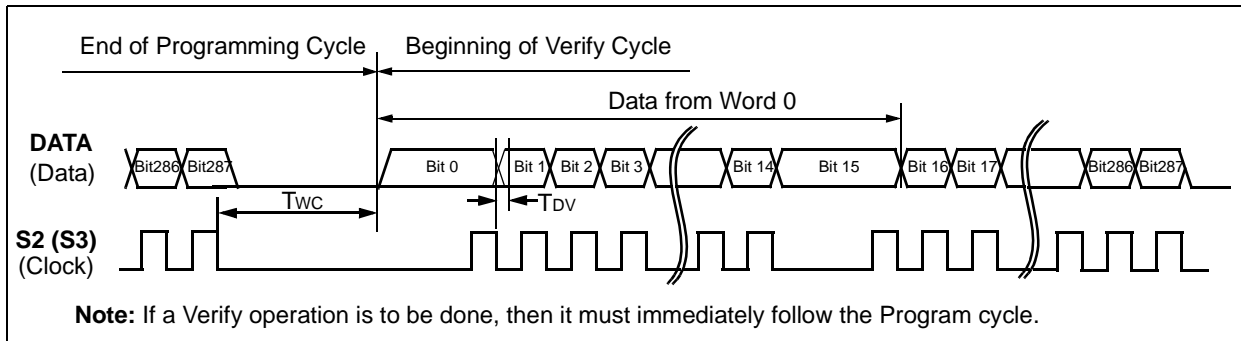 End of Programming Cycle Beginning of Verify Cycle
Data from Word 0
DATA
(Data)
Bit286 Bit287 Bit 0 Bit 1 Bit 2 Bit 3 Bit 14 Bit 15 Bit 16 Bit 17 Bit286 Bit287
TWC TDV
S2 (S3)
(Clock)
Note: If a Verify operation is to be done, then it must immediately follow the Program cycle.